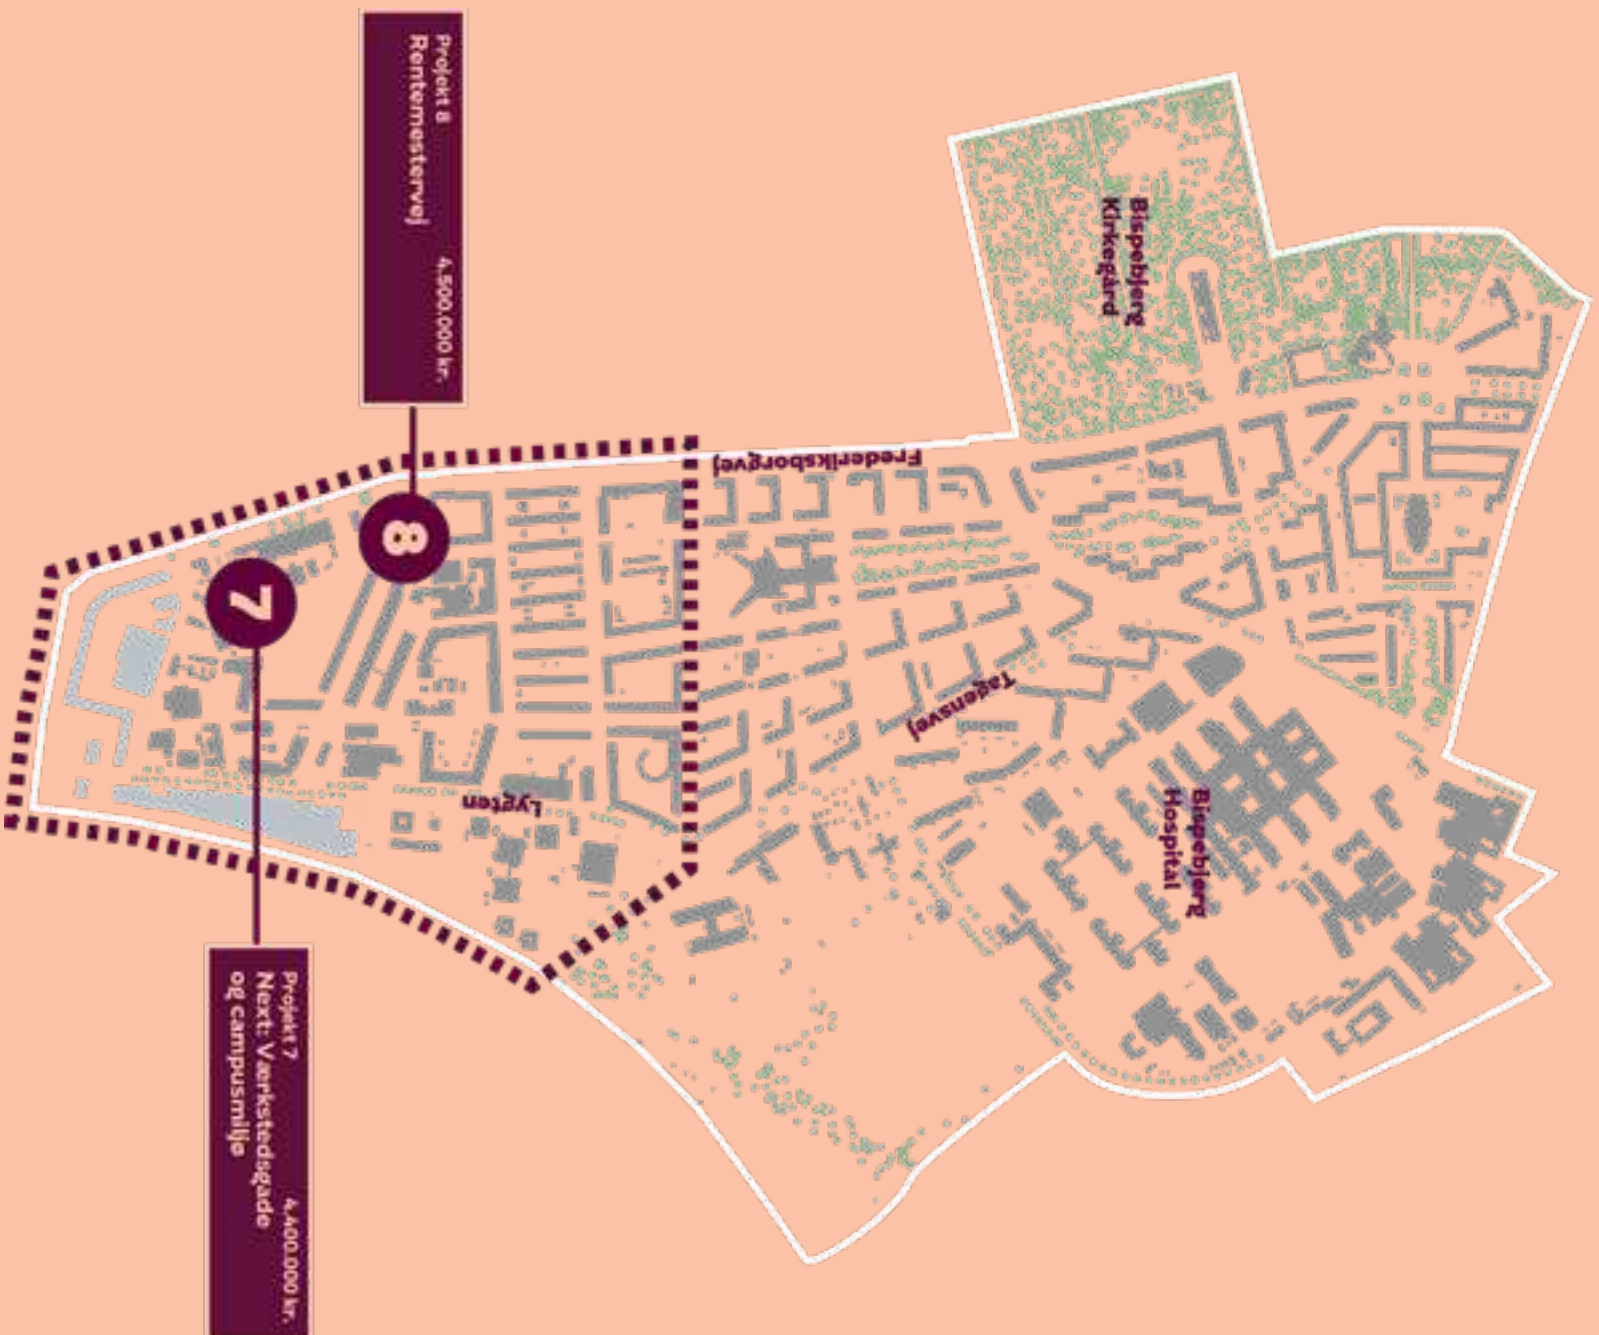 Projekt 8
4.500.000 kr.
Rentemestervej
Bispebjerg
Kirkegård
Frederiksborgvej
8
7
Tagensvej
Lygten
Bispebjerg
Hospital
Projekt 7
4.400.000 kr.
Next: Værkstedsgade
og campusmiljø